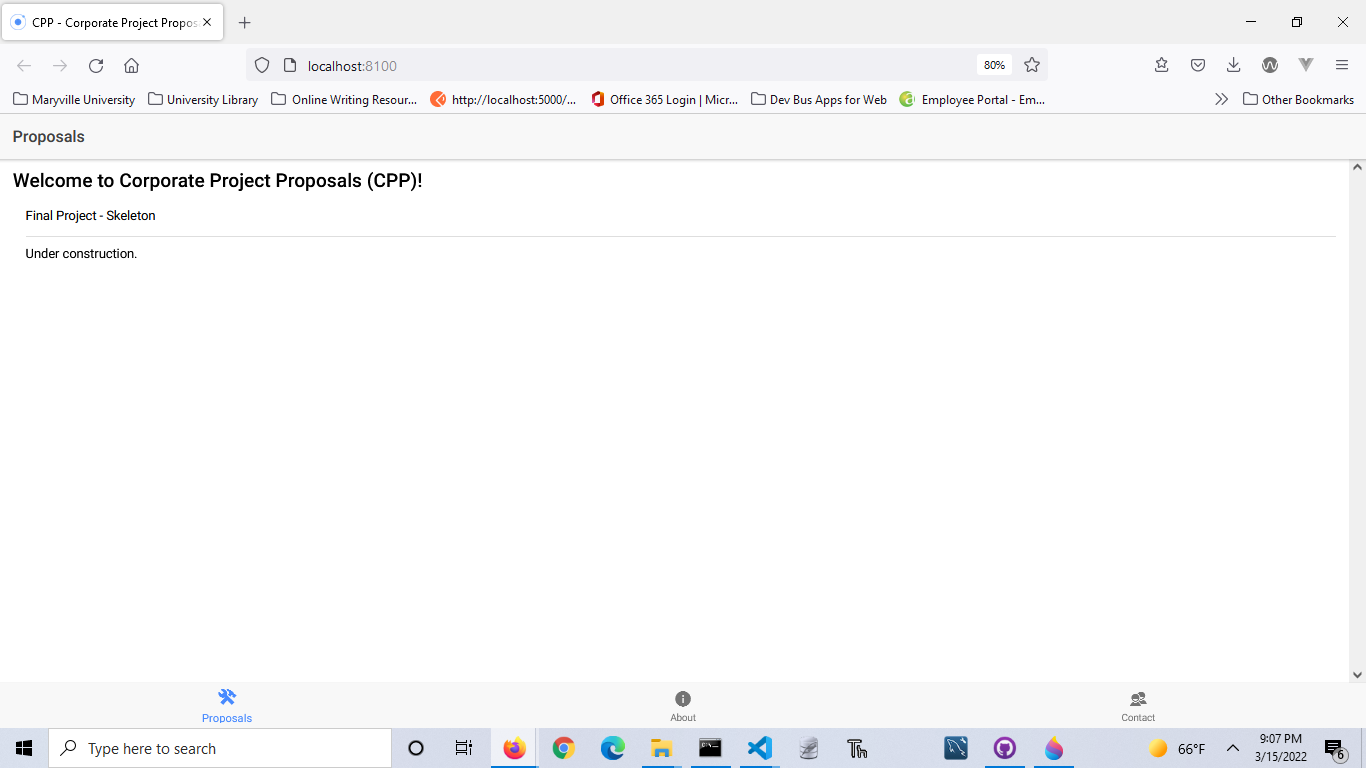 CPP - Corporate Project Propos
localhost:8100
80%
Maryville University
University Library
Online Writing Resour...
http://localhost:5000/...
Office 365 Login | Micr...
Dev Bus Apps for Web
Employee Portal - Em...
Other Bookmarks
Proposals
Welcome to Corporate Project Proposals (CPP)!
Final Project - Skeleton
Under construction.
Proposals
About
Contact
Type here to search
66°F
9:07 PM
3/15/2022
6